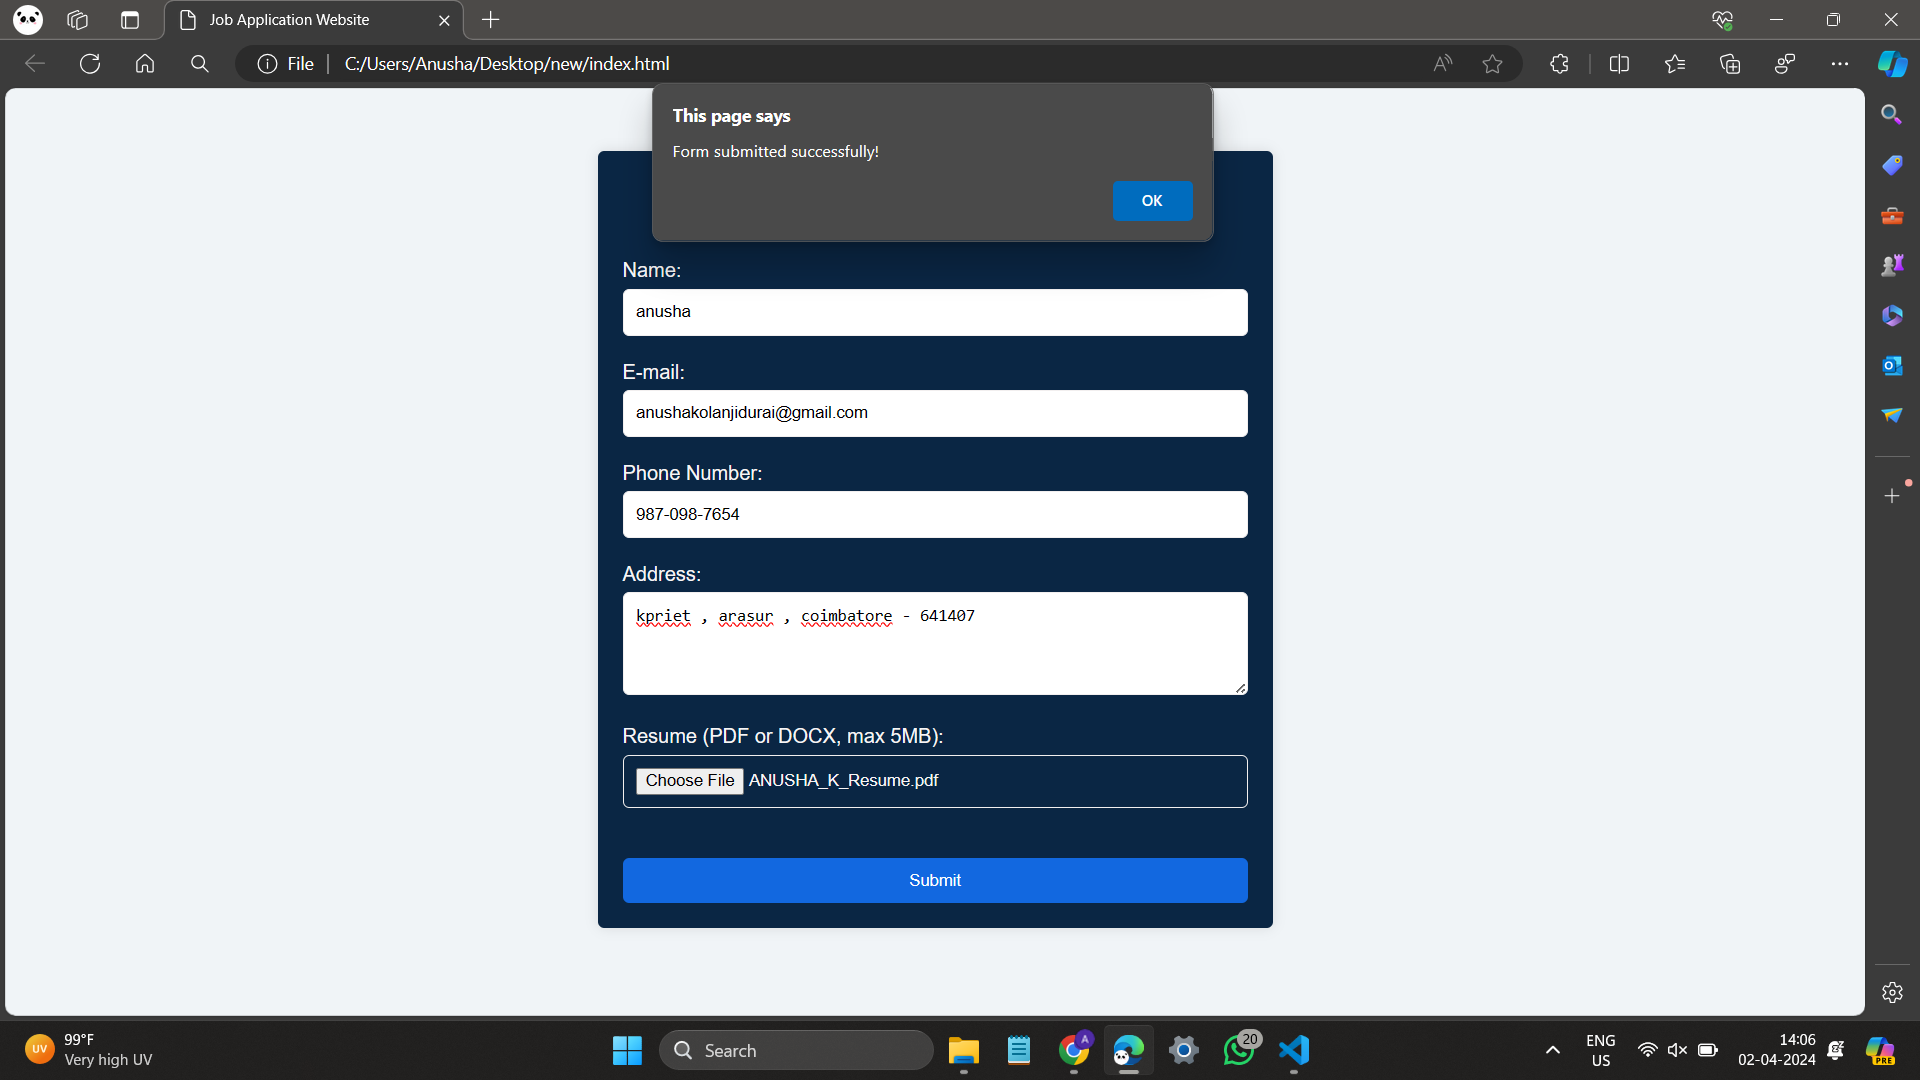 Job Application Website
File
C:/Users/Anusha/Desktop/new/index.html
This page says
Form submitted successfully!
OK
Name:
anusha
E-mail:
anushakolanjidurai@gmail.com
Phone Number:
987-098-7654
Address:
kpriet , arasur , coimbatore - 641407
Resume (PDF or DOCX, max 5MB):
Choose File ANUSHA_K_Resume.pdf
Submit
UV
99°F
Very high UV
Search
A
20
ENG
US
14:06
02-04-2024
PRE